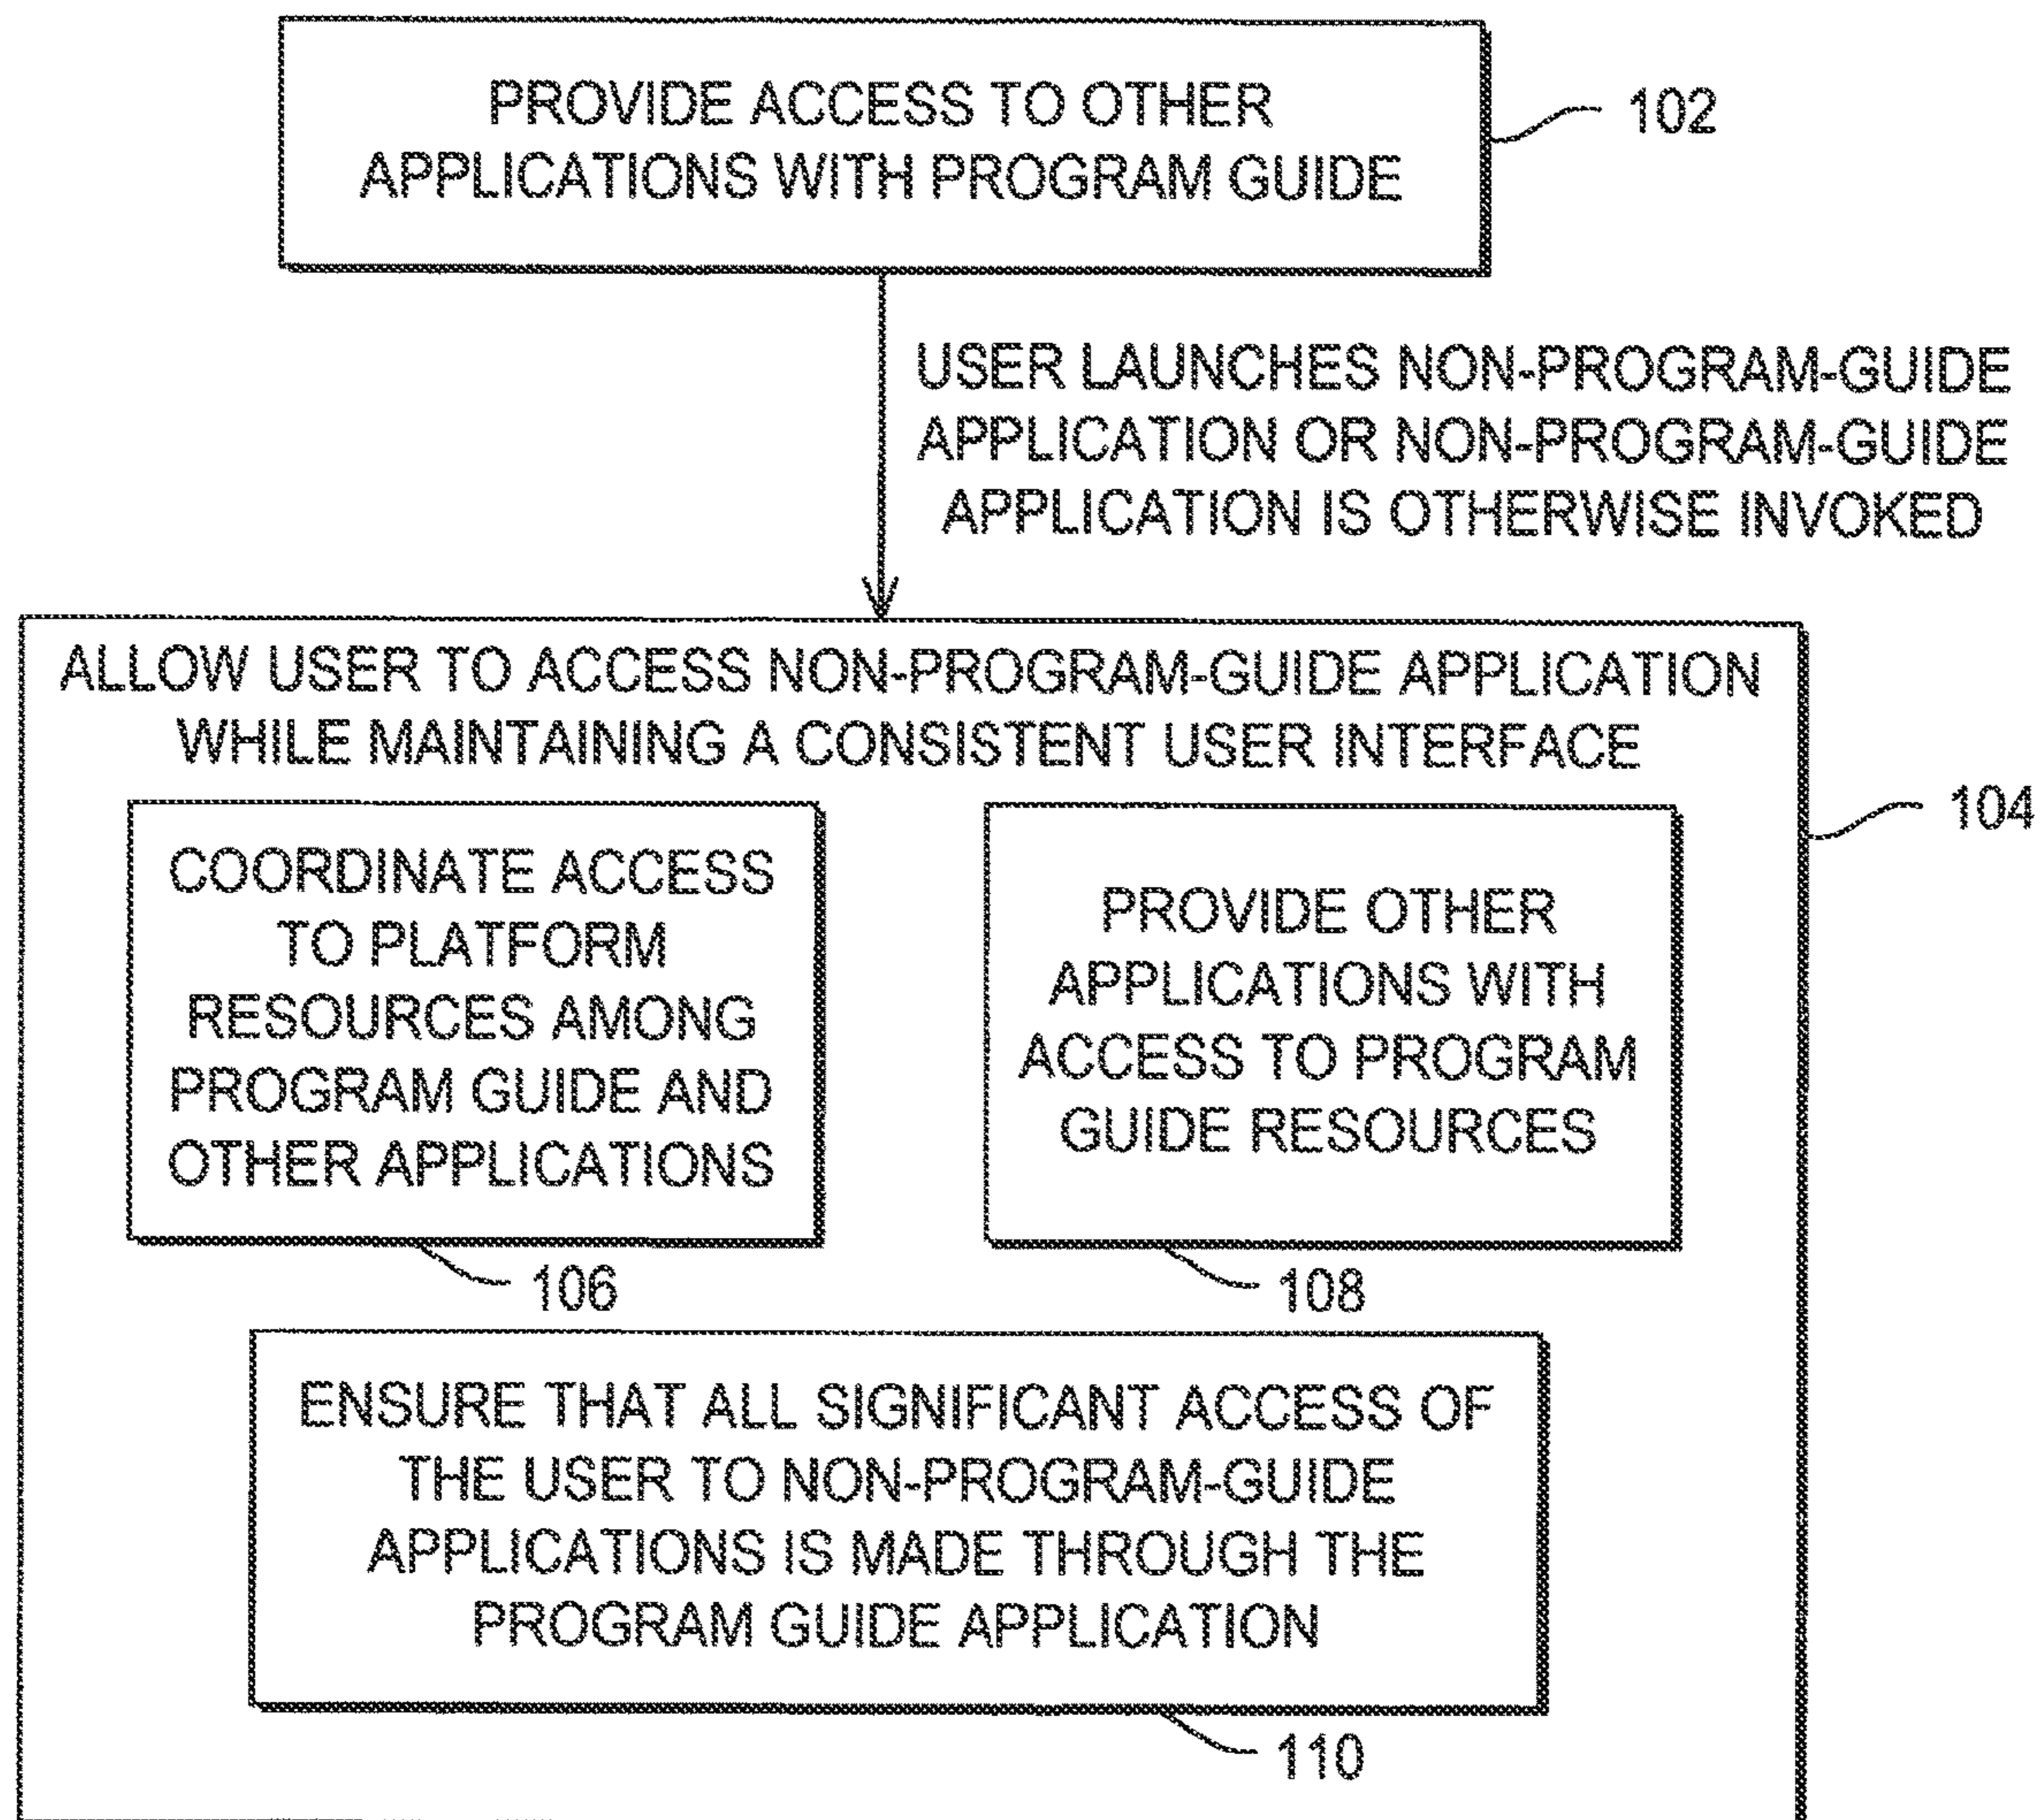 PROVIDE ACCESS TO OTHER
APPLICATIONS WITH PROGRAM GUIDE
102
USER LAUNCHES NON-PROGRAM-GUIDE
APPLICATION OR NON-PROGRAM-GUIDE
APPLICATION IS OTHERWISE INVOKED
ALLOW USER TO ACCESS NON-PROGRAM-GUIDE APPLICATION
WHILE MAINTAINING A CONSISTENT USER INTERFACE
104
COORDINATE ACCESS
TO PLATFORM
RESOURCES AMONG
PROGRAM GUIDE AND
OTHER APPLICATIONS
106
PROVIDE OTHER
APPLICATIONS WITH
ACCESS TO PROGRAM
GUIDE RESOURCES
108
ENSURE THAT ALL SIGNIFICANT ACCESS OF
THE USER TO NON-PROGRAM-GUIDE
APPLICATIONS IS MADE THROUGH THE
PROGRAM GUIDE APPLICATION
110